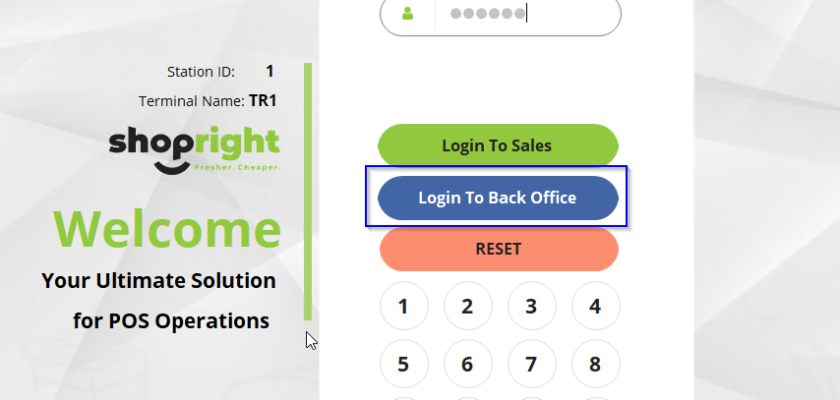 Station ID: 1
Terminal Name: TR1
shopright
Fresher. Cheaper.
Welcome
Your Ultimate Solution
for POS Operations
Login To Sales
Login To Back Office
RESET
1 2 3 4
5 6 7 8